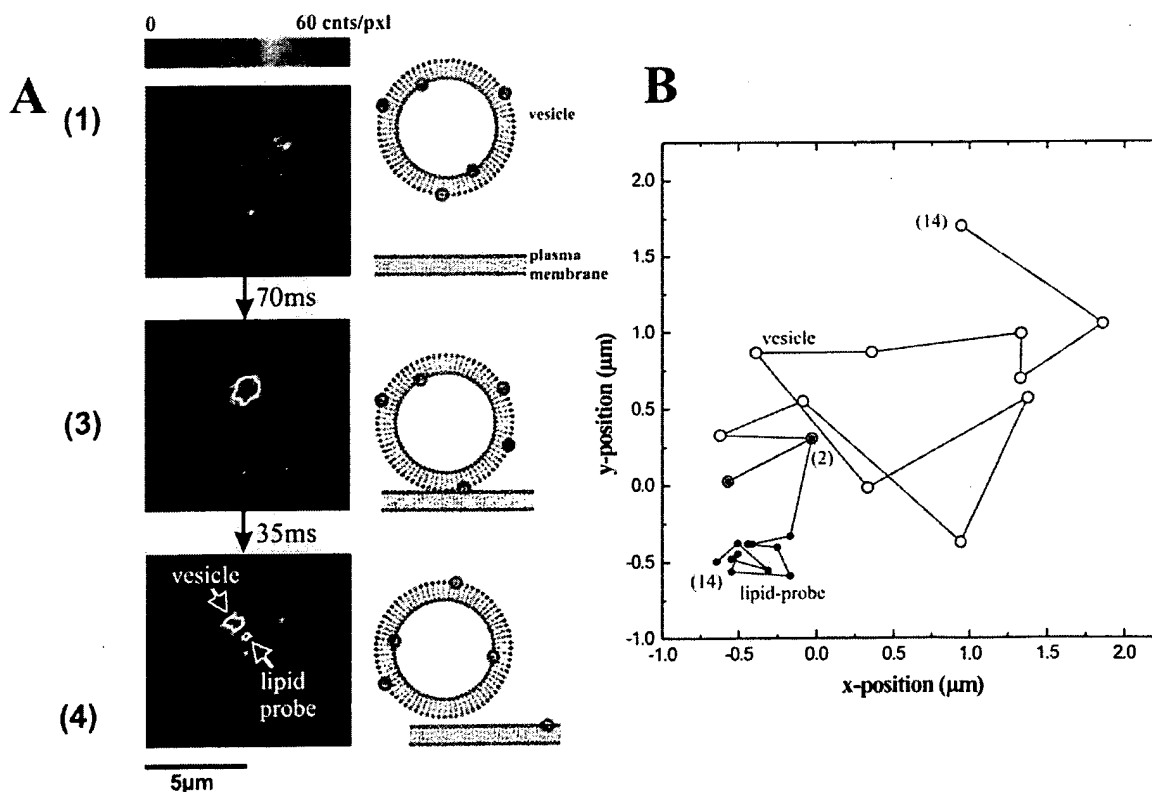 0 60 cnts/pxl
A
(1)
vesicle
plasma
membrane
70ms
(3)
35ms
vesicle
lipid
probe
(4)
5μm
B
y-position (μm)
2.0
1.5
1.0
0.5
0.0
-0.5
-1.0
(14)
vesicle
(2)
(14)
lipid-probe
-1.0 -0.5 0.0 0.5 1.0 1.5 2.0
x-position (μm)